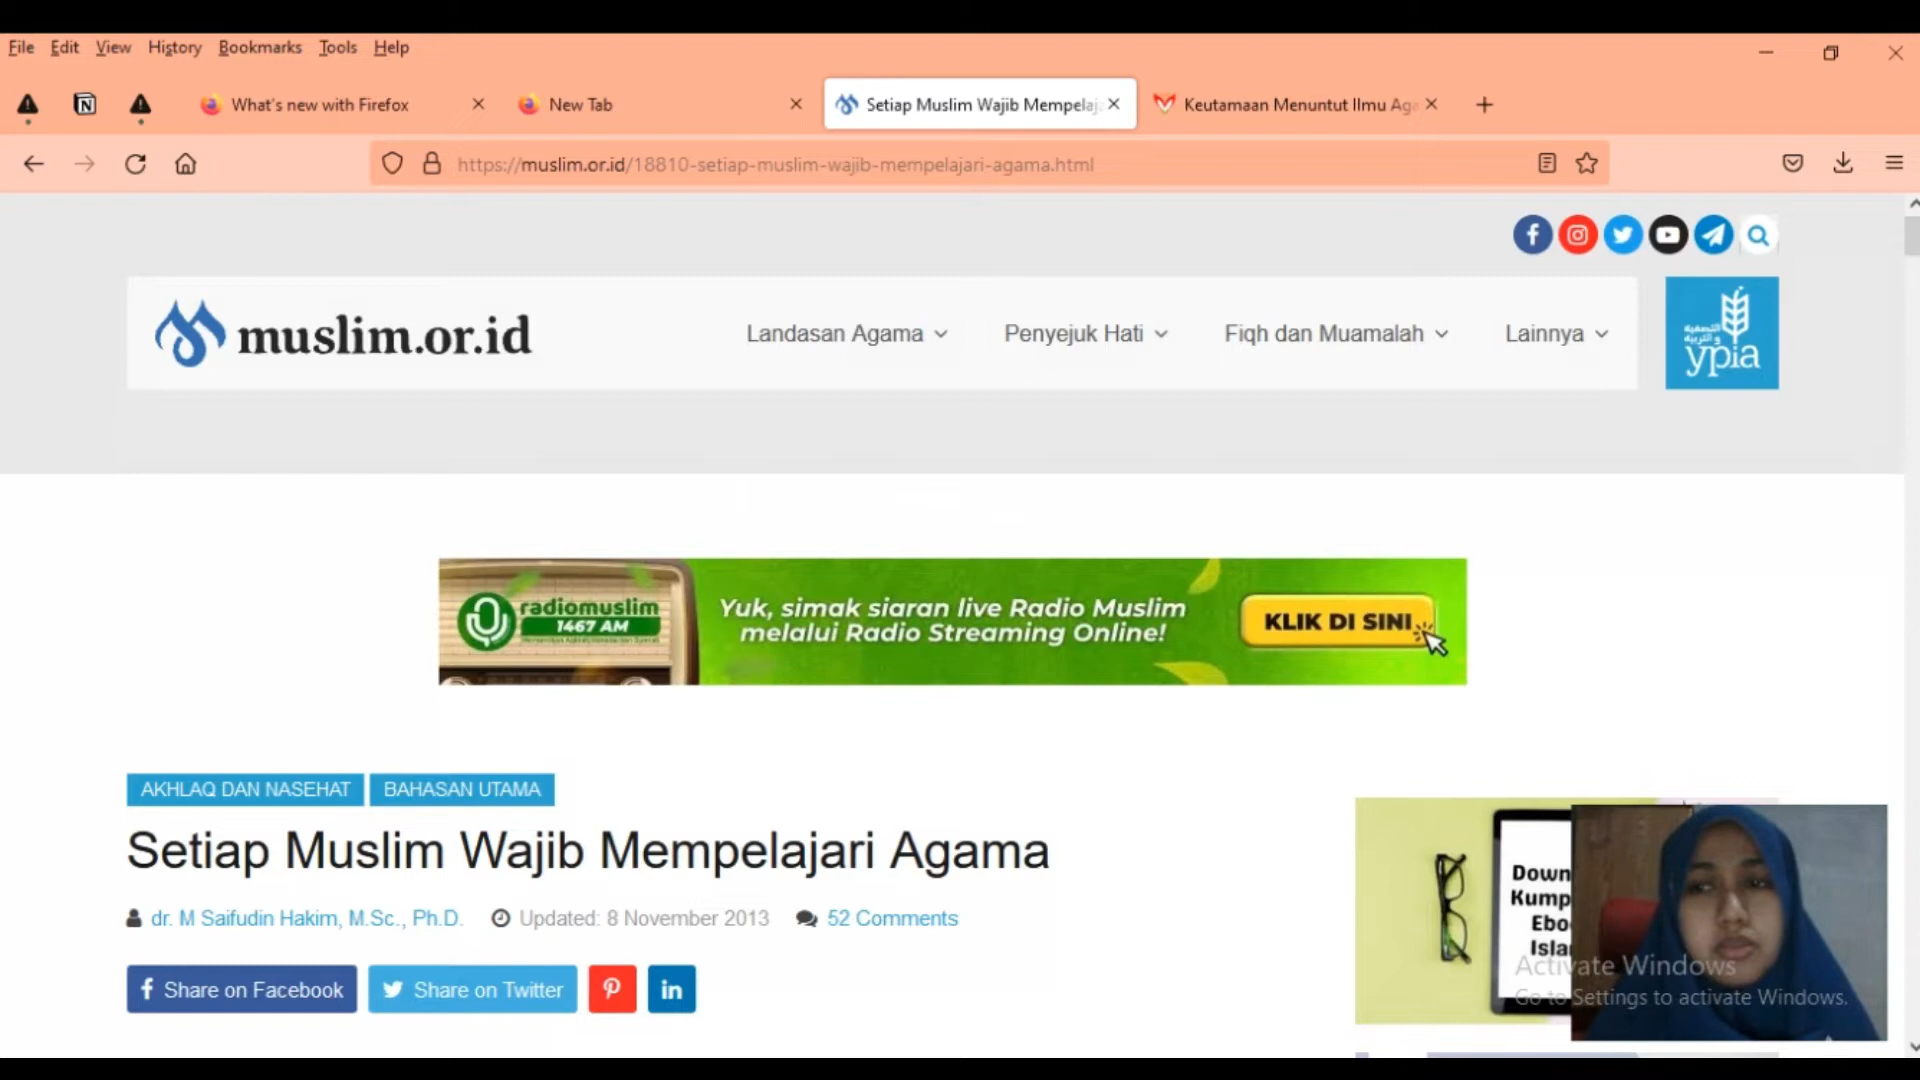 File Edit View History Bookmarks Tools Help
What's new with Firefox
New Tab
Setiap Muslim Wajib Mempelaj
Keutamaan Menuntut Ilmu Aga
https://muslim.or.id/18810-setiap-muslim-wajib-mempelajari-agama.html
muslim.or.id
Landasan Agama
Penyejuk Hati
Fiqh dan Muamalah
Lainnya
التصفية
و التربية
ypia
radiomuslim
1467 AM
Yuk, simak siaran live Radio Muslim
melalui Radio Streaming Online!
KLIK DI SINI
AKHLAQ DAN NASEHAT
BAHASAN UTAMA
Setiap Muslim Wajib Mempelajari Agama
dr. M Saifudin Hakim, M.Sc., Ph.D.
Updated: 8 November 2013
52 Comments
Share on Facebook
Share on Twitter
Down
Kump
Ebo
Isla
Activate Windows
Go to Settings to activate Windows.